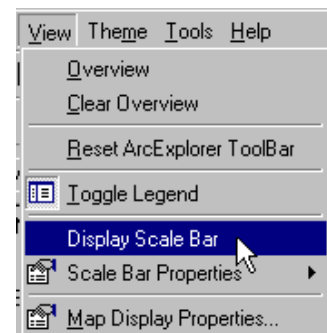 View Theme Tools Help
Overview
Clear Overview
Reset ArcExplorer ToolBar
Toggle Legend
Display Scale Bar
Scale Bar Properties
Map Display Properties...